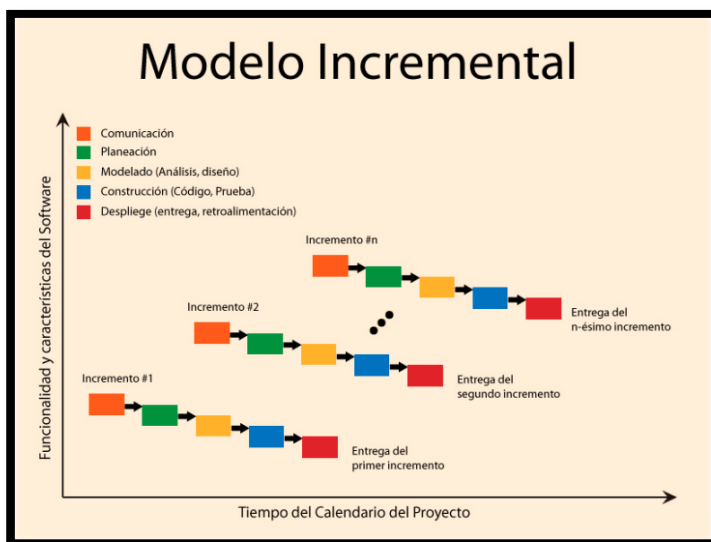 Modelo Incremental
Funcionalidad y características del Software
Comunicación
Planeación
Modelado (Análisis, diseño)
Construcción (Código, Prueba)
Despliege (entrega, retroalimentación)
Incremento #n
Entrega del
n-ésimo incremento
Incremento #2
Entrega del
segundo incremento
Incremento #1
Entrega del
primer incremento
Tiempo del Calendario del Proyecto